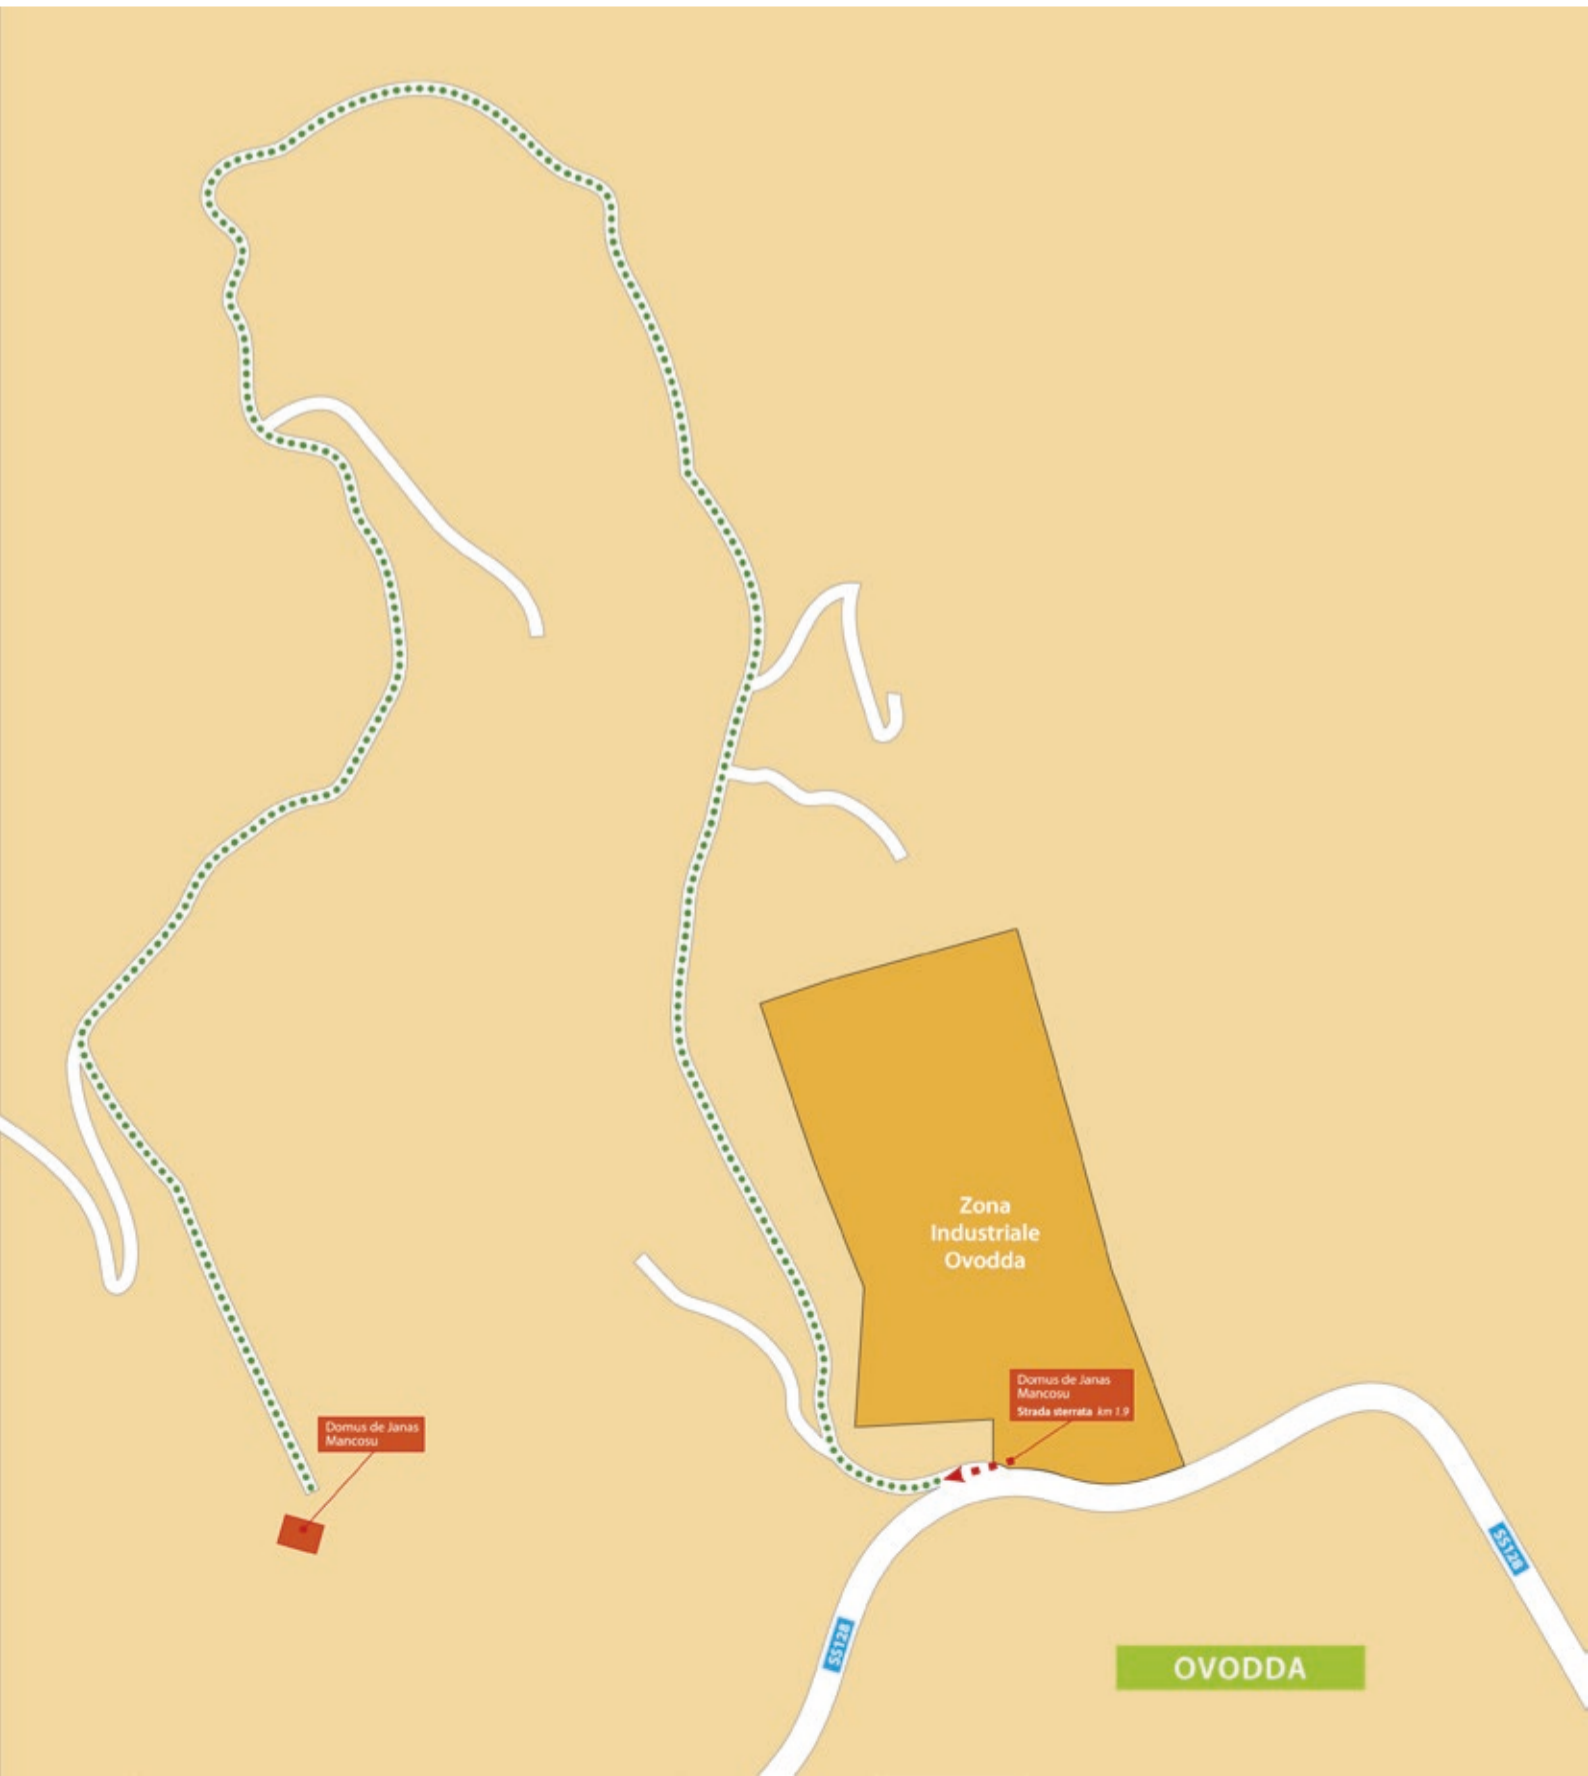 Zona
Industriale
Ovodda
Domus de Janas
Mancosu
Strada sterrata km 1.9
Domus de Janas
Mancosu
SS128
SS128
OVODDA